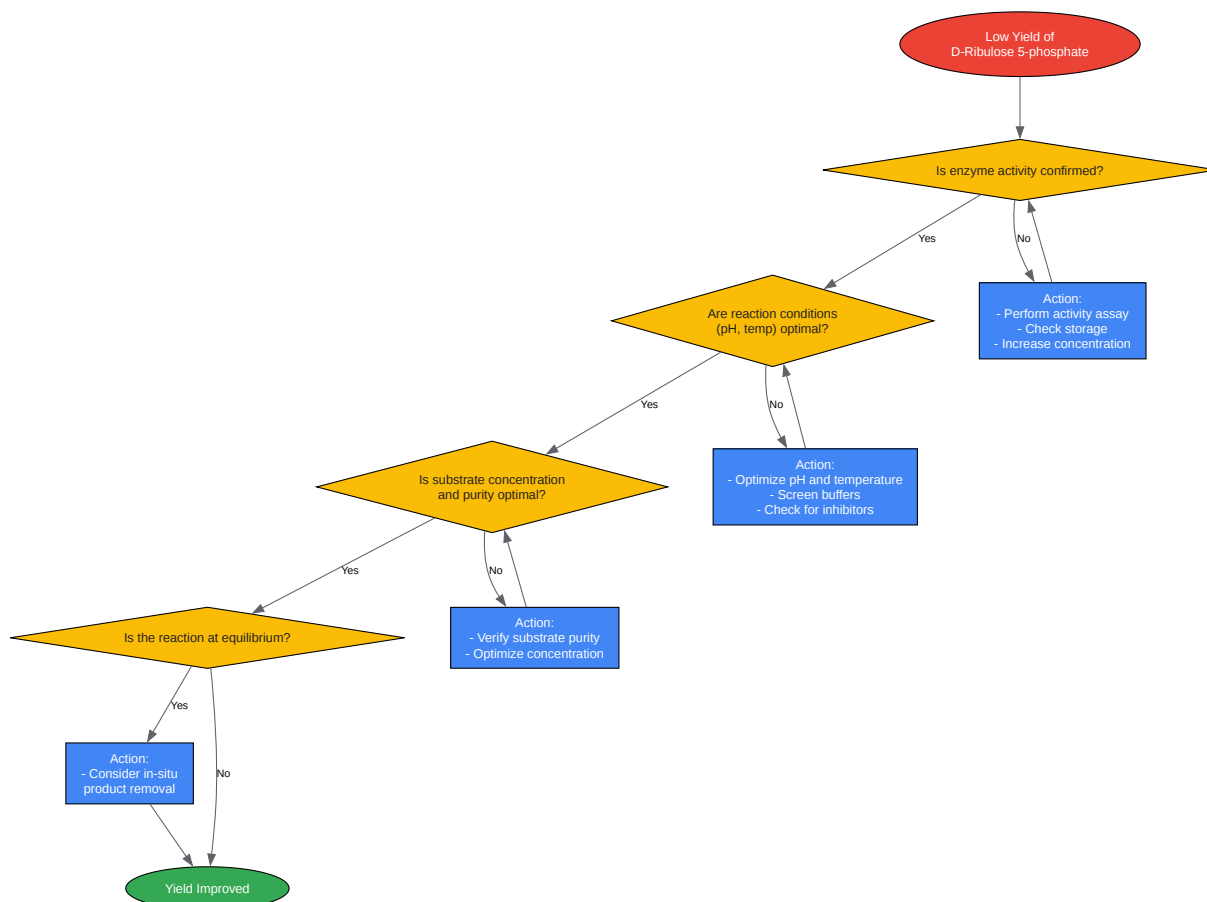 Low Yield of
D-Ribulose 5-phosphate
Is enzyme activity confirmed?
Yes
No
Action:
- Perform activity assay
- Check storage
- Increase concentration
Are reaction conditions
(pH, temp) optimal?
Yes
No
Action:
- Optimize pH and temperature
- Screen buffers
- Check for inhibitors
Is substrate concentration
and purity optimal?
Yes
No
Action:
- Verify substrate purity
- Optimize concentration
Is the reaction at equilibrium?
Yes
No
Action:
- Consider in-situ
product removal
Yield Improved